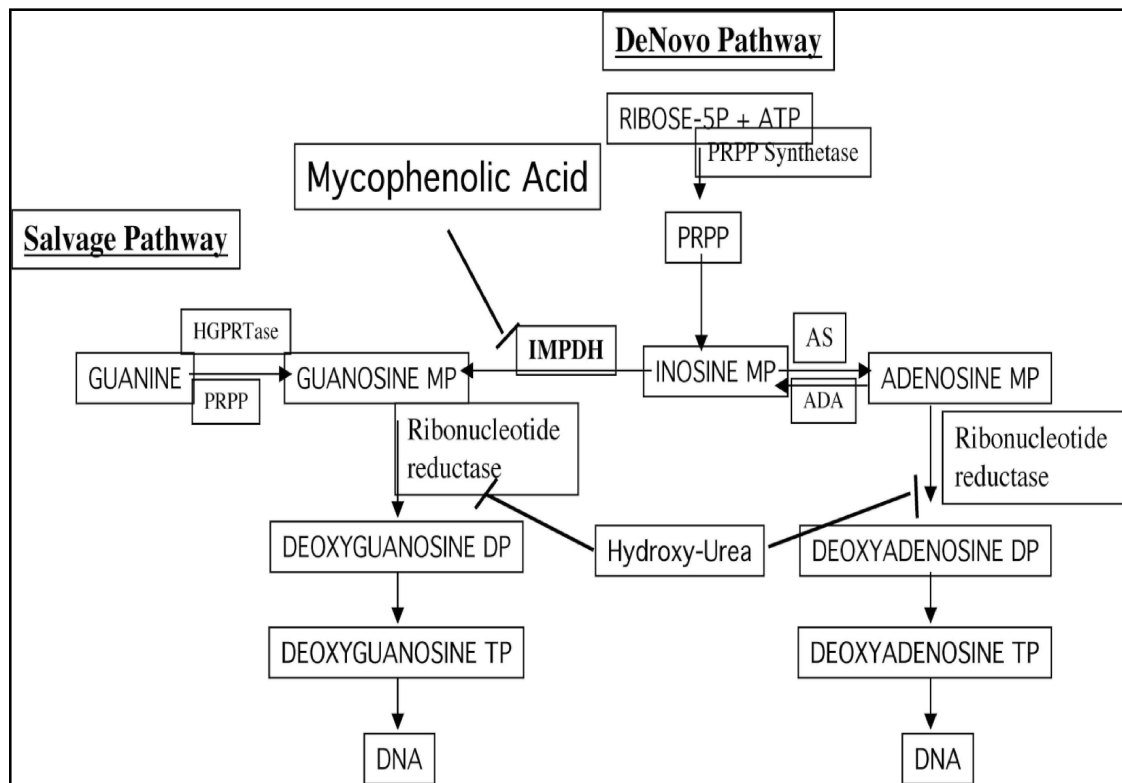 DeNovo Pathway
RIBOSE-5P + ATP
PRPP Synthetase
Mycophenolic Acid
Salvage Pathway
PRPP
HGPRTase
IMPDH
AS
GUANINE
GUANOSINE MP
INOSINE MP
ADENOSINE MP
PRPP
ADA
Ribonucleotide
reductase
Ribonucleotide
reductase
DEOXYGUANOSINE DP
Hydroxy-Urea
DEOXYADENOSINE DP
DEOXYGUANOSINE TP
DEOXYADENOSINE TP
DNA
DNA